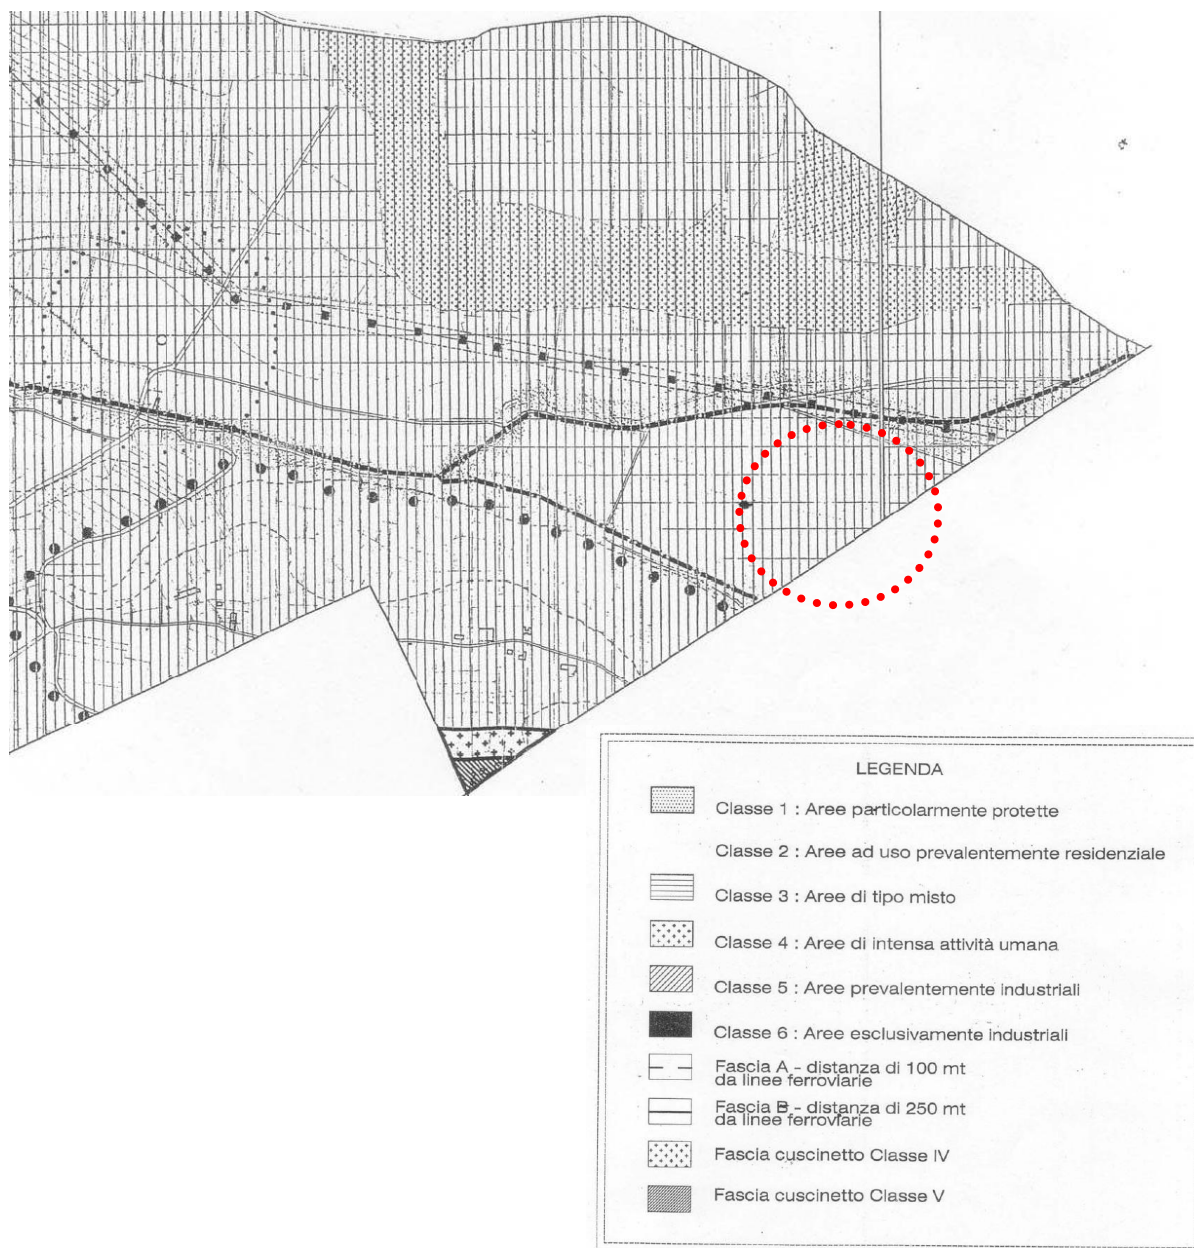 LEGENDA
Classe 1 : Aree particolarmente protette
Classe 2 : Aree ad uso prevalentemente residenziale
Classe 3 : Aree di tipo misto
Classe 4 : Aree di intensa attività umana
Classe 5 : Aree prevalentemente industriali
Classe 6 : Aree esclusivamente industriali
Fascia A - distanza di 100 mt
da linee ferroviarie
Fascia B - distanza di 250 mt
da linee ferroviarie
Fascia cuscinetto Classe IV
Fascia cuscinetto Classe V